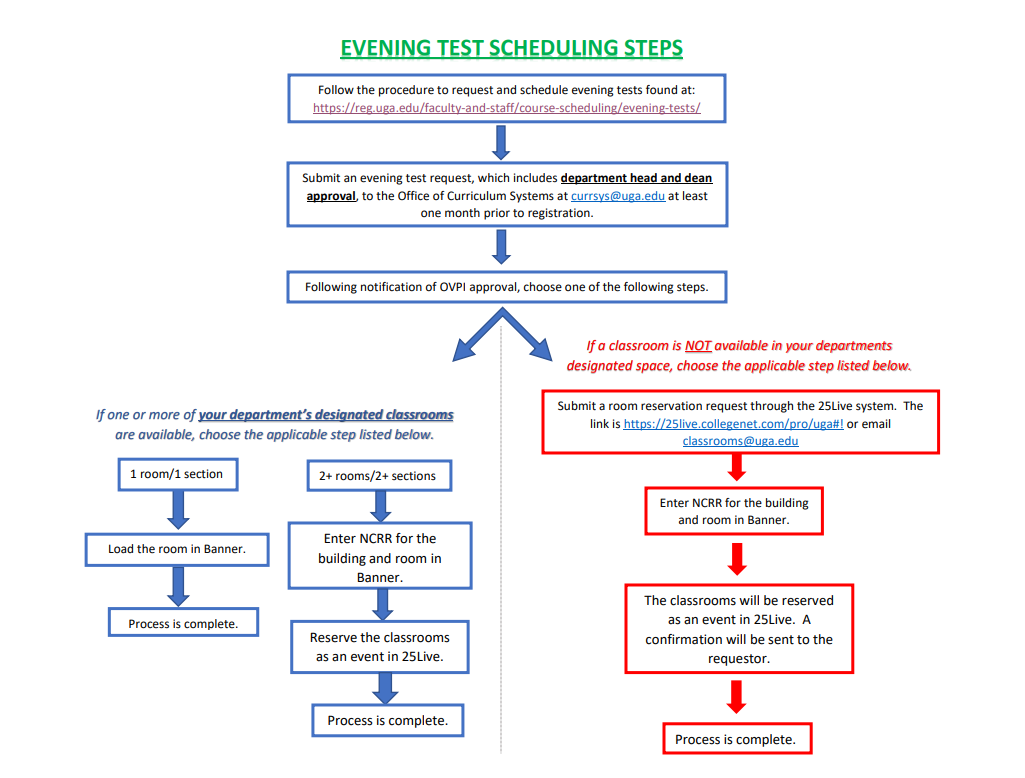 EVENING TEST SCHEDULING STEPS
Follow the procedure to request and schedule evening tests found at:
https://reg.uga.edu/faculty-and-staff/course-scheduling/evening-tests/
Submit an evening test request, which includes department head and dean
approval, to the Office of Curriculum Systems at currsys@uga.edu at least
one month prior to registration.
Following notification of OVPI approval, choose one of the following steps.
If one or more of your department's designated classrooms
are available, choose the applicable step listed below.
1 room/1 section
Load the room in Banner.
Process is complete.
2+ rooms/2+ sections
Enter NCRR for the
building and room in
Banner.
Reserve the classrooms
as an event in 25Live.
Process is complete.
If a classroom is NOT available in your departments
designated space, choose the applicable step listed below.
Submit a room reservation request through the 25Live system.  The
link is https://25live.collegenet.com/pro/uga#! or email
classrooms@uga.edu
Enter NCRR for the building
and room in Banner.
The classrooms will be reserved
as an event in 25Live.  A
confirmation will be sent to the
requestor.
Process is complete.